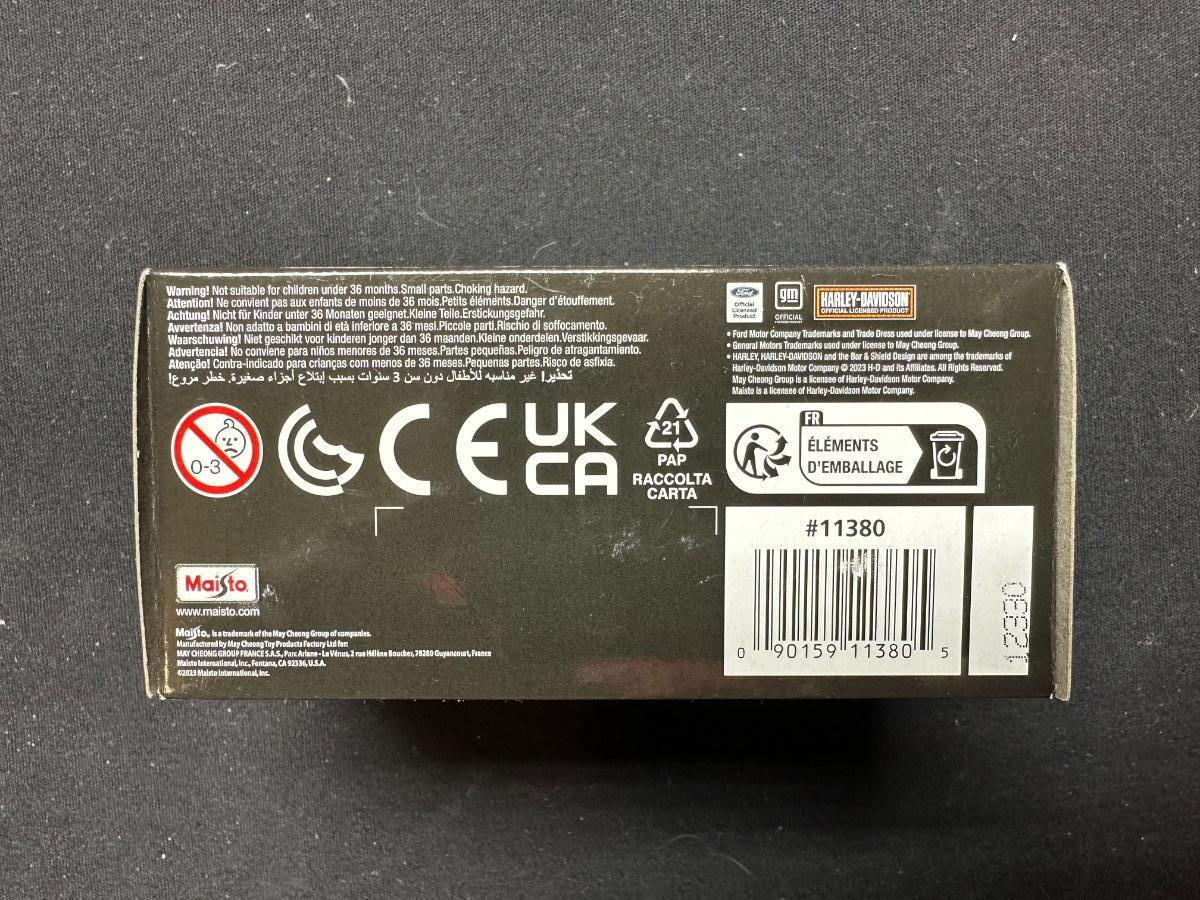 Warning! Not suitable for children under 36 months.Small parts.Choking hazard.
Attention! Ne convient pas aux enfants de moins de 36 mois.Petits éléments.Danger d'étouffement.
Achtung! Nicht für Kinder unter 36 Monaten geeignet.Kleine Teile.Erstickungsgefahr.
Avvertenza! Non adatto a bambini di età inferiore a 36 mesi.Piccole parti.Rischio di soffocamento.
Waarschuwing! Niet geschikt voor kinderen jonger dan 36 maanden.Kleine onderdelen.Verstikkingsgevaar.
Advertencia! No conviene para niños menores de 36 meses.Partes pequeñas.Peligro de atragantamiento.
Atenção! Contra-indicado para crianças com menos de 36 meses.Pequenas partes.Risco de asfixia.
تحذير! غير مناسبه للأطفال دون سن 3 سنوات بسبب إبتلاع أجزاء صغيرة. خطر مروع!
Ford
Official
Licensed
Product
gm
OFFICIAL
HARLEY-DAVIDSON
OFFICIAL LICENSED PRODUCT
• Ford Motor Company Trademarks and Trade Dress used under license to May Cheong Group.
• General Motors Trademarks used under license to May Cheong Group.
• HARLEY, HARLEY-DAVIDSON and the Bar & Shield Design are among the trademarks of
Harley-Davidson Motor Company © 2023 H-D and its Affiliates. All Rights Reserved.
May Cheong Group is a licensee of Harley-Davidson Motor Company.
Maisto is a licensee of Harley-Davidson Motor Company.
0-3
CE
UK
CA
21
PAP
RACCOLTA
CARTA
FR
ÉLÉMENTS
D'EMBALLAGE
Maisto
www.maisto.com
Maisto, is a trademark of the May Cheong Group of companies.
Manufactured by May Cheong Toy Products Factory Ltd for:
MAY CHEONG GROUP FRANCE S.A.S., Parc Ariane - Le Vénus, 2 rue Hélène Boucher, 78280 Guyancourt, France
Maisto International, Inc., Fontana, CA 92336, U.S.A.
©2023 Maisto International, Inc.
#11380
0 90159 11380 5
12330